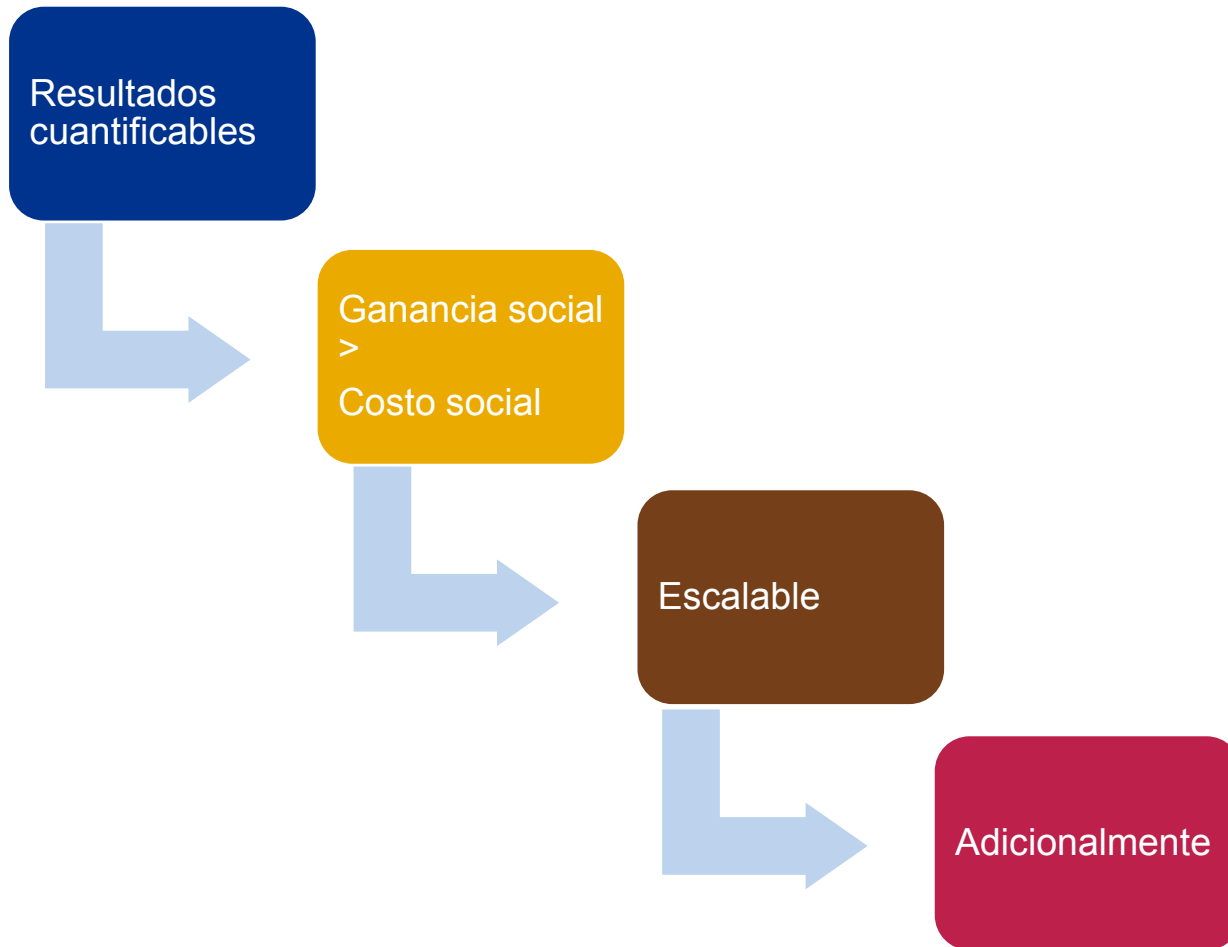 Resultados
cuantificables
Ganancia social
>
Costo social
Escalable
Adicionalmente